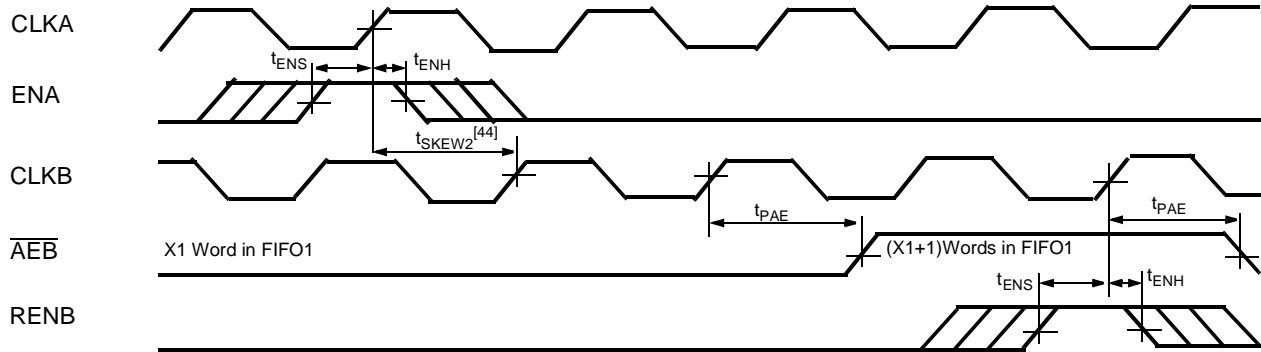 CLKA
tENS
tENH
ENA
tSKEW2[44]
CLKB
tPAE
tPAE
AEB
X1 Word in FIFO1
(X1+1)Words in FIFO1
tENS
tENH
RENB